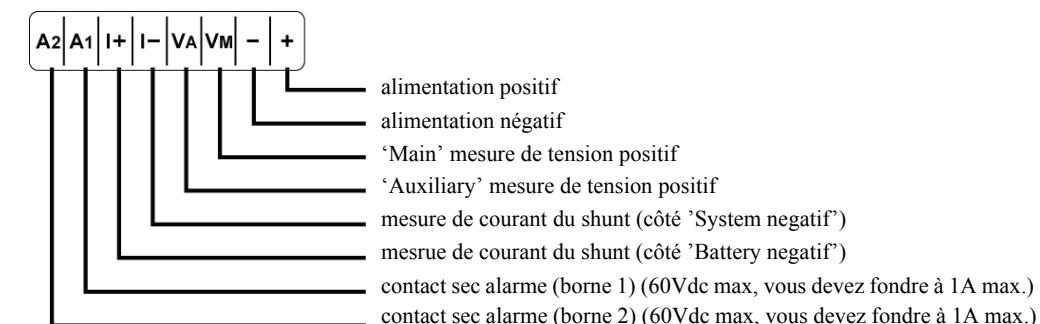 A2 A1 I+ I− VA VM − +
alimentation positif
alimentation négatif
‘Main’ mesure de tension positif
‘Auxiliary’ mesure de tension positif
mesure de courant du shunt (côté ’System negatif’)
mesrue de courant du shunt (côté ’Battery negatif’)
contact sec alarme (borne 1) (60Vdc max, vous devez fondre à 1A max.)
contact sec alarme (borne 2) (60Vdc max, vous devez fondre à 1A max.)